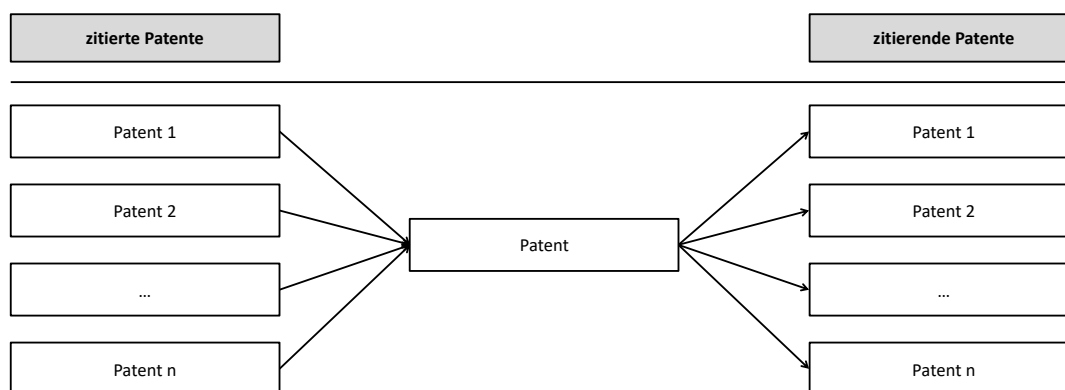 zitierte Patente
zitierende Patente
Patent 1
Patent 1
Patent 2
Patent 2
Patent
...
...
Patent n
Patent n